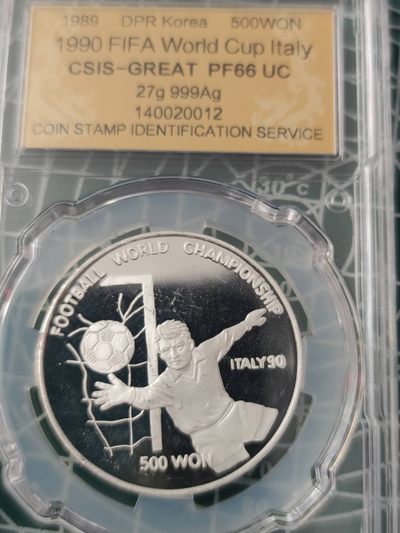 1989 DPR Korea 500WON
1990 FIFA World Cup Italy
CSIS-GREAT PF66 UC
27g 999Ag
140020012
COIN STAMP IDENTIFICATION SERVICE
30°C
FOOTBALL WORLD CHAMPIONSHIP
ITALY90
500 WON